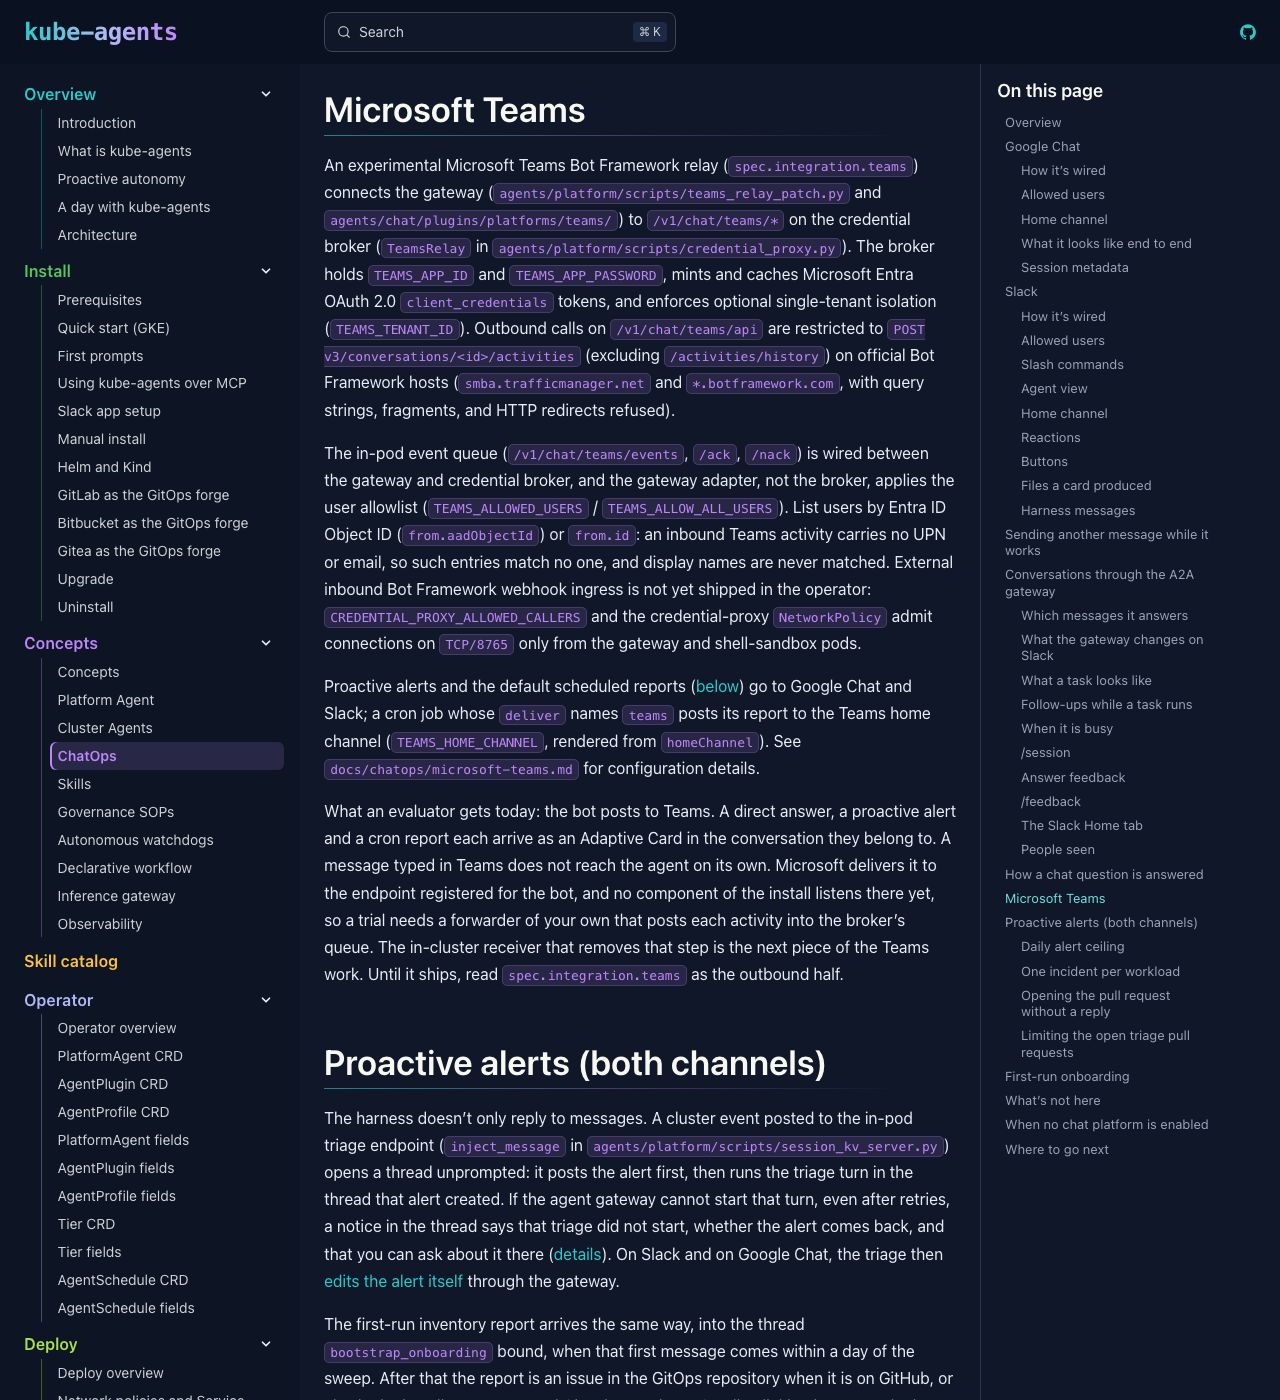 kube-agents
Search
⌘ K
Overview
Introduction
What is kube-agents
Proactive autonomy
A day with kube-agents
Architecture
Install
Prerequisites
Quick start (GKE)
First prompts
Using kube-agents over MCP
Slack app setup
Manual install
Helm and Kind
GitLab as the GitOps forge
Bitbucket as the GitOps forge
Gitea as the GitOps forge
Upgrade
Uninstall
Concepts
Concepts
Platform Agent
Cluster Agents
ChatOps
Skills
Governance SOPs
Autonomous watchdogs
Declarative workflow
Inference gateway
Observability
Skill catalog
Operator
Operator overview
PlatformAgent CRD
AgentPlugin CRD
AgentProfile CRD
PlatformAgent fields
AgentPlugin fields
AgentProfile fields
Tier CRD
Tier fields
AgentSchedule CRD
AgentSchedule fields
Deploy
Deploy overview
Microsoft Teams
An experimental Microsoft Teams Bot Framework relay (spec.integration.teams)
connects the gateway (agents/platform/scripts/teams_relay_patch.py and
agents/chat/plugins/platforms/teams/) to /v1/chat/teams/* on the credential
broker (TeamsRelay in agents/platform/scripts/credential_proxy.py). The broker
holds TEAMS_APP_ID and TEAMS_APP_PASSWORD, mints and caches Microsoft Entra
OAuth 2.0 client_credentials tokens, and enforces optional single-tenant isolation
(TEAMS_TENANT_ID). Outbound calls on /v1/chat/teams/api are restricted to POST
v3/conversations/<id>/activities (excluding /activities/history) on official Bot
Framework hosts (smba.trafficmanager.net and *.botframework.com, with query
strings, fragments, and HTTP redirects refused).
The in-pod event queue (/v1/chat/teams/events, /ack, /nack) is wired between
the gateway and credential broker, and the gateway adapter, not the broker, applies the
user allowlist (TEAMS_ALLOWED_USERS / TEAMS_ALLOW_ALL_USERS). List users by Entra ID
Object ID (from.aadObjectId) or from.id: an inbound Teams activity carries no UPN
or email, so such entries match no one, and display names are never matched. External
inbound Bot Framework webhook ingress is not yet shipped in the operator:
CREDENTIAL_PROXY_ALLOWED_CALLERS and the credential-proxy NetworkPolicy admit
connections on TCP/8765 only from the gateway and shell-sandbox pods.
Proactive alerts and the default scheduled reports (below) go to Google Chat and
Slack; a cron job whose deliver names teams posts its report to the Teams home
channel (TEAMS_HOME_CHANNEL, rendered from homeChannel). See
docs/chatops/microsoft-teams.md for configuration details.
What an evaluator gets today: the bot posts to Teams. A direct answer, a proactive alert
and a cron report each arrive as an Adaptive Card in the conversation they belong to. A
message typed in Teams does not reach the agent on its own. Microsoft delivers it to
the endpoint registered for the bot, and no component of the install listens there yet,
so a trial needs a forwarder of your own that posts each activity into the broker's
queue. The in-cluster receiver that removes that step is the next piece of the Teams
work. Until it ships, read spec.integration.teams as the outbound half.
Proactive alerts (both channels)
The harness doesn't only reply to messages. A cluster event posted to the in-pod
triage endpoint (inject_message in agents/platform/scripts/session_kv_server.py)
opens a thread unprompted: it posts the alert first, then runs the triage turn in the
thread that alert created. If the agent gateway cannot start that turn, even after retries,
a notice in the thread says that triage did not start, whether the alert comes back, and
that you can ask about it there (details). On Slack and on Google Chat, the triage then
edits the alert itself through the gateway.
The first-run inventory report arrives the same way, into the thread
bootstrap_onboarding bound, when that first message comes within a day of the
sweep. After that the report is an issue in the GitOps repository when it is on GitHub, or
On this page
Overview
Google Chat
How it's wired
Allowed users
Home channel
What it looks like end to end
Session metadata
Slack
How it's wired
Allowed users
Slash commands
Agent view
Home channel
Reactions
Buttons
Files a card produced
Harness messages
Sending another message while it
works
Conversations through the A2A
gateway
Which messages it answers
What the gateway changes on
Slack
What a task looks like
Follow-ups while a task runs
When it is busy
/session
Answer feedback
/feedback
The Slack Home tab
People seen
How a chat question is answered
Microsoft Teams
Proactive alerts (both channels)
Daily alert ceiling
One incident per workload
Opening the pull request
without a reply
Limiting the open triage pull
requests
First-run onboarding
What's not here
When no chat platform is enabled
Where to go next